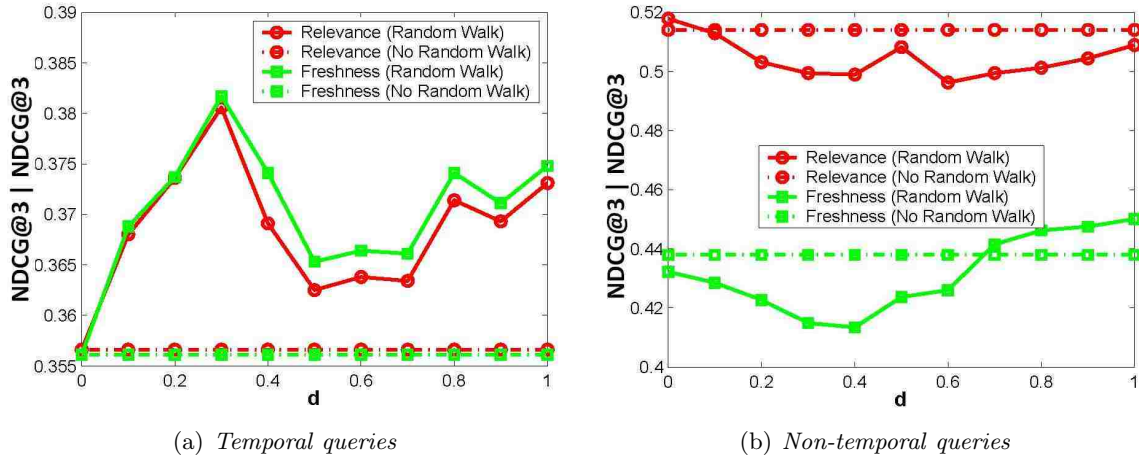 0.39
0.385
0.38
0.375
0.37
0.365
0.36
0.355
NDCG@3 | NDCG@3
Relevance (Random Walk)
Relevance (No Random Walk)
Freshness (Random Walk)
Freshness (No Random Walk)
0 0.2 0.4 0.6 0.8 1
d
(a) Temporal queries
0.52
0.5
0.48
0.46
0.44
0.42
0.4
NDCG@3 | NDCG@3
Relevance (Random Walk)
Relevance (No Random Walk)
Freshness (Random Walk)
Freshness (No Random Walk)
0 0.2 0.4 0.6 0.8 1
d
(b) Non-temporal queries